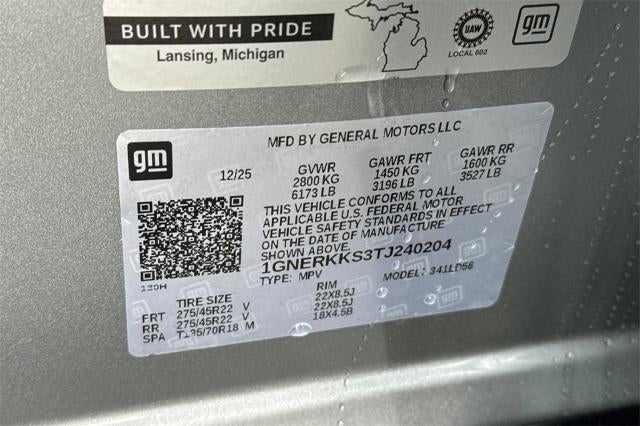 BUILT WITH PRIDE
Lansing, Michigan
UAW
LOCAL 602
gm
MFD BY GENERAL MOTORS LLC
gm
12/25
GVWR GAWR FRT GAWR RR
2800 KG 1450 KG 1600 KG
6173 LB 3196 LB 3527 LB
THIS VEHICLE CONFORMS TO ALL
APPLICABLE U.S. FEDERAL MOTOR
VEHICLE SAFETY STANDARDS IN EFFECT
ON THE DATE OF MANUFACTURE
SHOWN ABOVE.
1GNERKKS3TJ240204
TYPE: MPV MODEL: 341LD56
130H
TIRE SIZE RIM
FRT 275/45R22 V 22X8.5J
RR 275/45R22 V 22X8.5J
SPA T135/70R18 M 18X4.5B